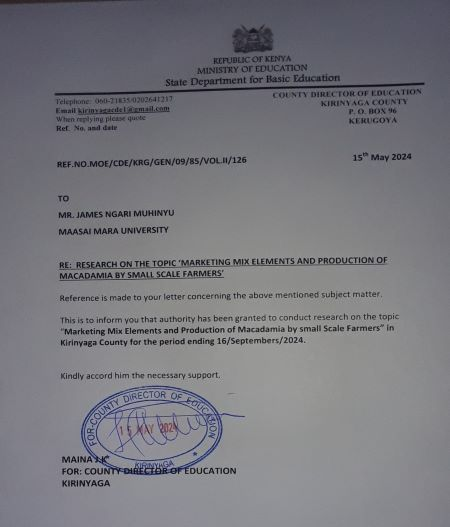 REPUBLIC OF KENYA
MINISTRY OF EDUCATION
State Department for Basic Education
Telephone: 060-21835/0202641217
Email kirinyagacde1@gmail.com
When replying please quote
Ref. No. and date
COUNTY DIRECTOR OF EDUCATION
KIRINYAGA COUNTY
P. O. BOX 96
KERUGOYA
REF.NO.MOE/CDE/KRG/GEN/09/85/VOL.II/126
15th May 2024
TO
MR. JAMES NGARI MUHINYU
MAASAI MARA UNIVERSITY
RE: RESEARCH ON THE TOPIC 'MARKETING MIX ELEMENTS AND PRODUCTION OF
MACADAMIA BY SMALL SCALE FARMERS'
Reference is made to your letter concerning the above mentioned subject matter.
This is to inform you that authority has been granted to conduct research on the topic
"Marketing Mix Elements and Production of Macadamia by small Scale Farmers" in
Kirinyaga County for the period ending 16/Septembers/2024.
Kindly accord him the necessary support.
FOR-COUNTY DIRECTOR OF EDUCATION
15 MAY 2024
KIRINYAGA
MAINA J.K
FOR: COUNTY DIRECTOR OF EDUCATION
KIRINYAGA